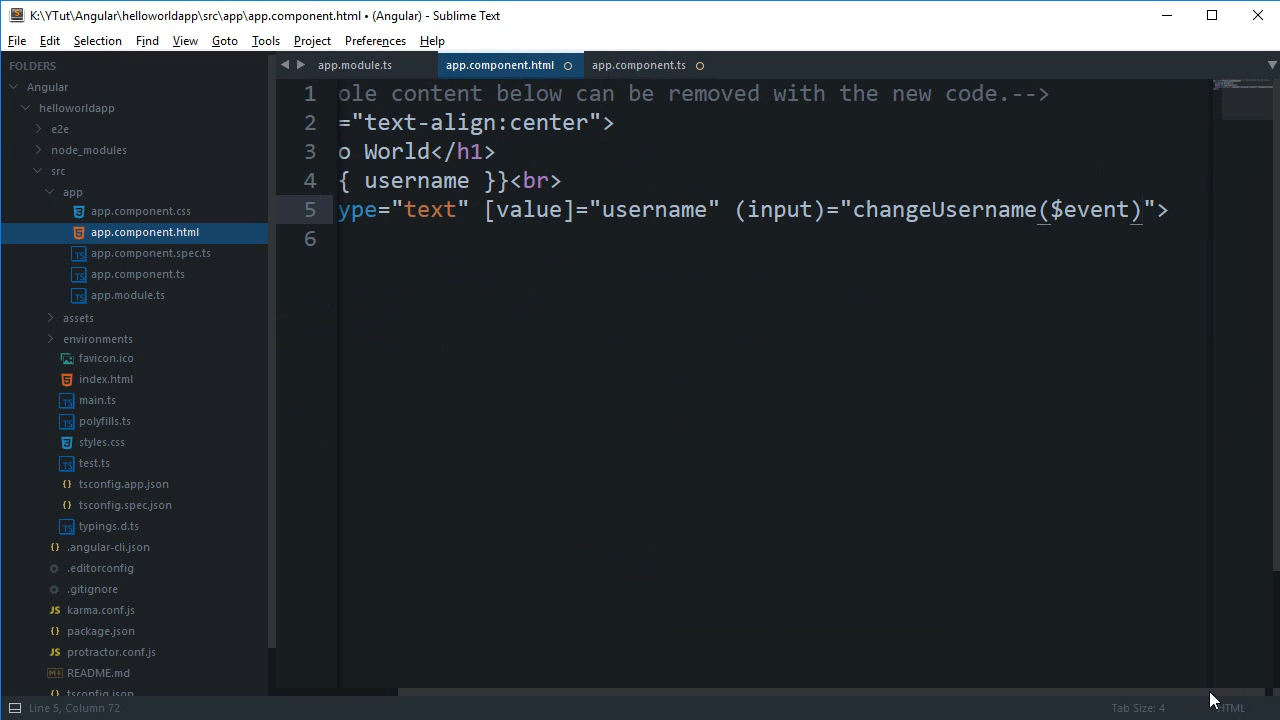 K:\YTut\Angular\helloworldapp\src\app\app.component.html • (Angular) - Sublime Text
File Edit Selection Find View Goto Tools Project Preferences Help
FOLDERS
Angular
helloworldapp
e2e
node_modules
src
app
app.component.css
app.component.html
app.component.spec.ts
app.component.ts
app.module.ts
assets
environments
favicon.ico
index.html
main.ts
polyfills.ts
styles.css
test.ts
tsconfig.app.json
tsconfig.spec.json
typings.d.ts
.angular-cli.json
.editorconfig
.gitignore
karma.conf.js
package.json
protractor.conf.js
README.md
tsconfig.json
app.module.ts app.component.html app.component.ts
1 ole content below can be removed with the new code.-->
2 ="text-align:center">
3 o World</h1>
4 { username }}<br>
5 ype="text" [value]="username" (input)="changeUsername($event)">
6
Line 5, Column 72 Tab Size: 4 HTML